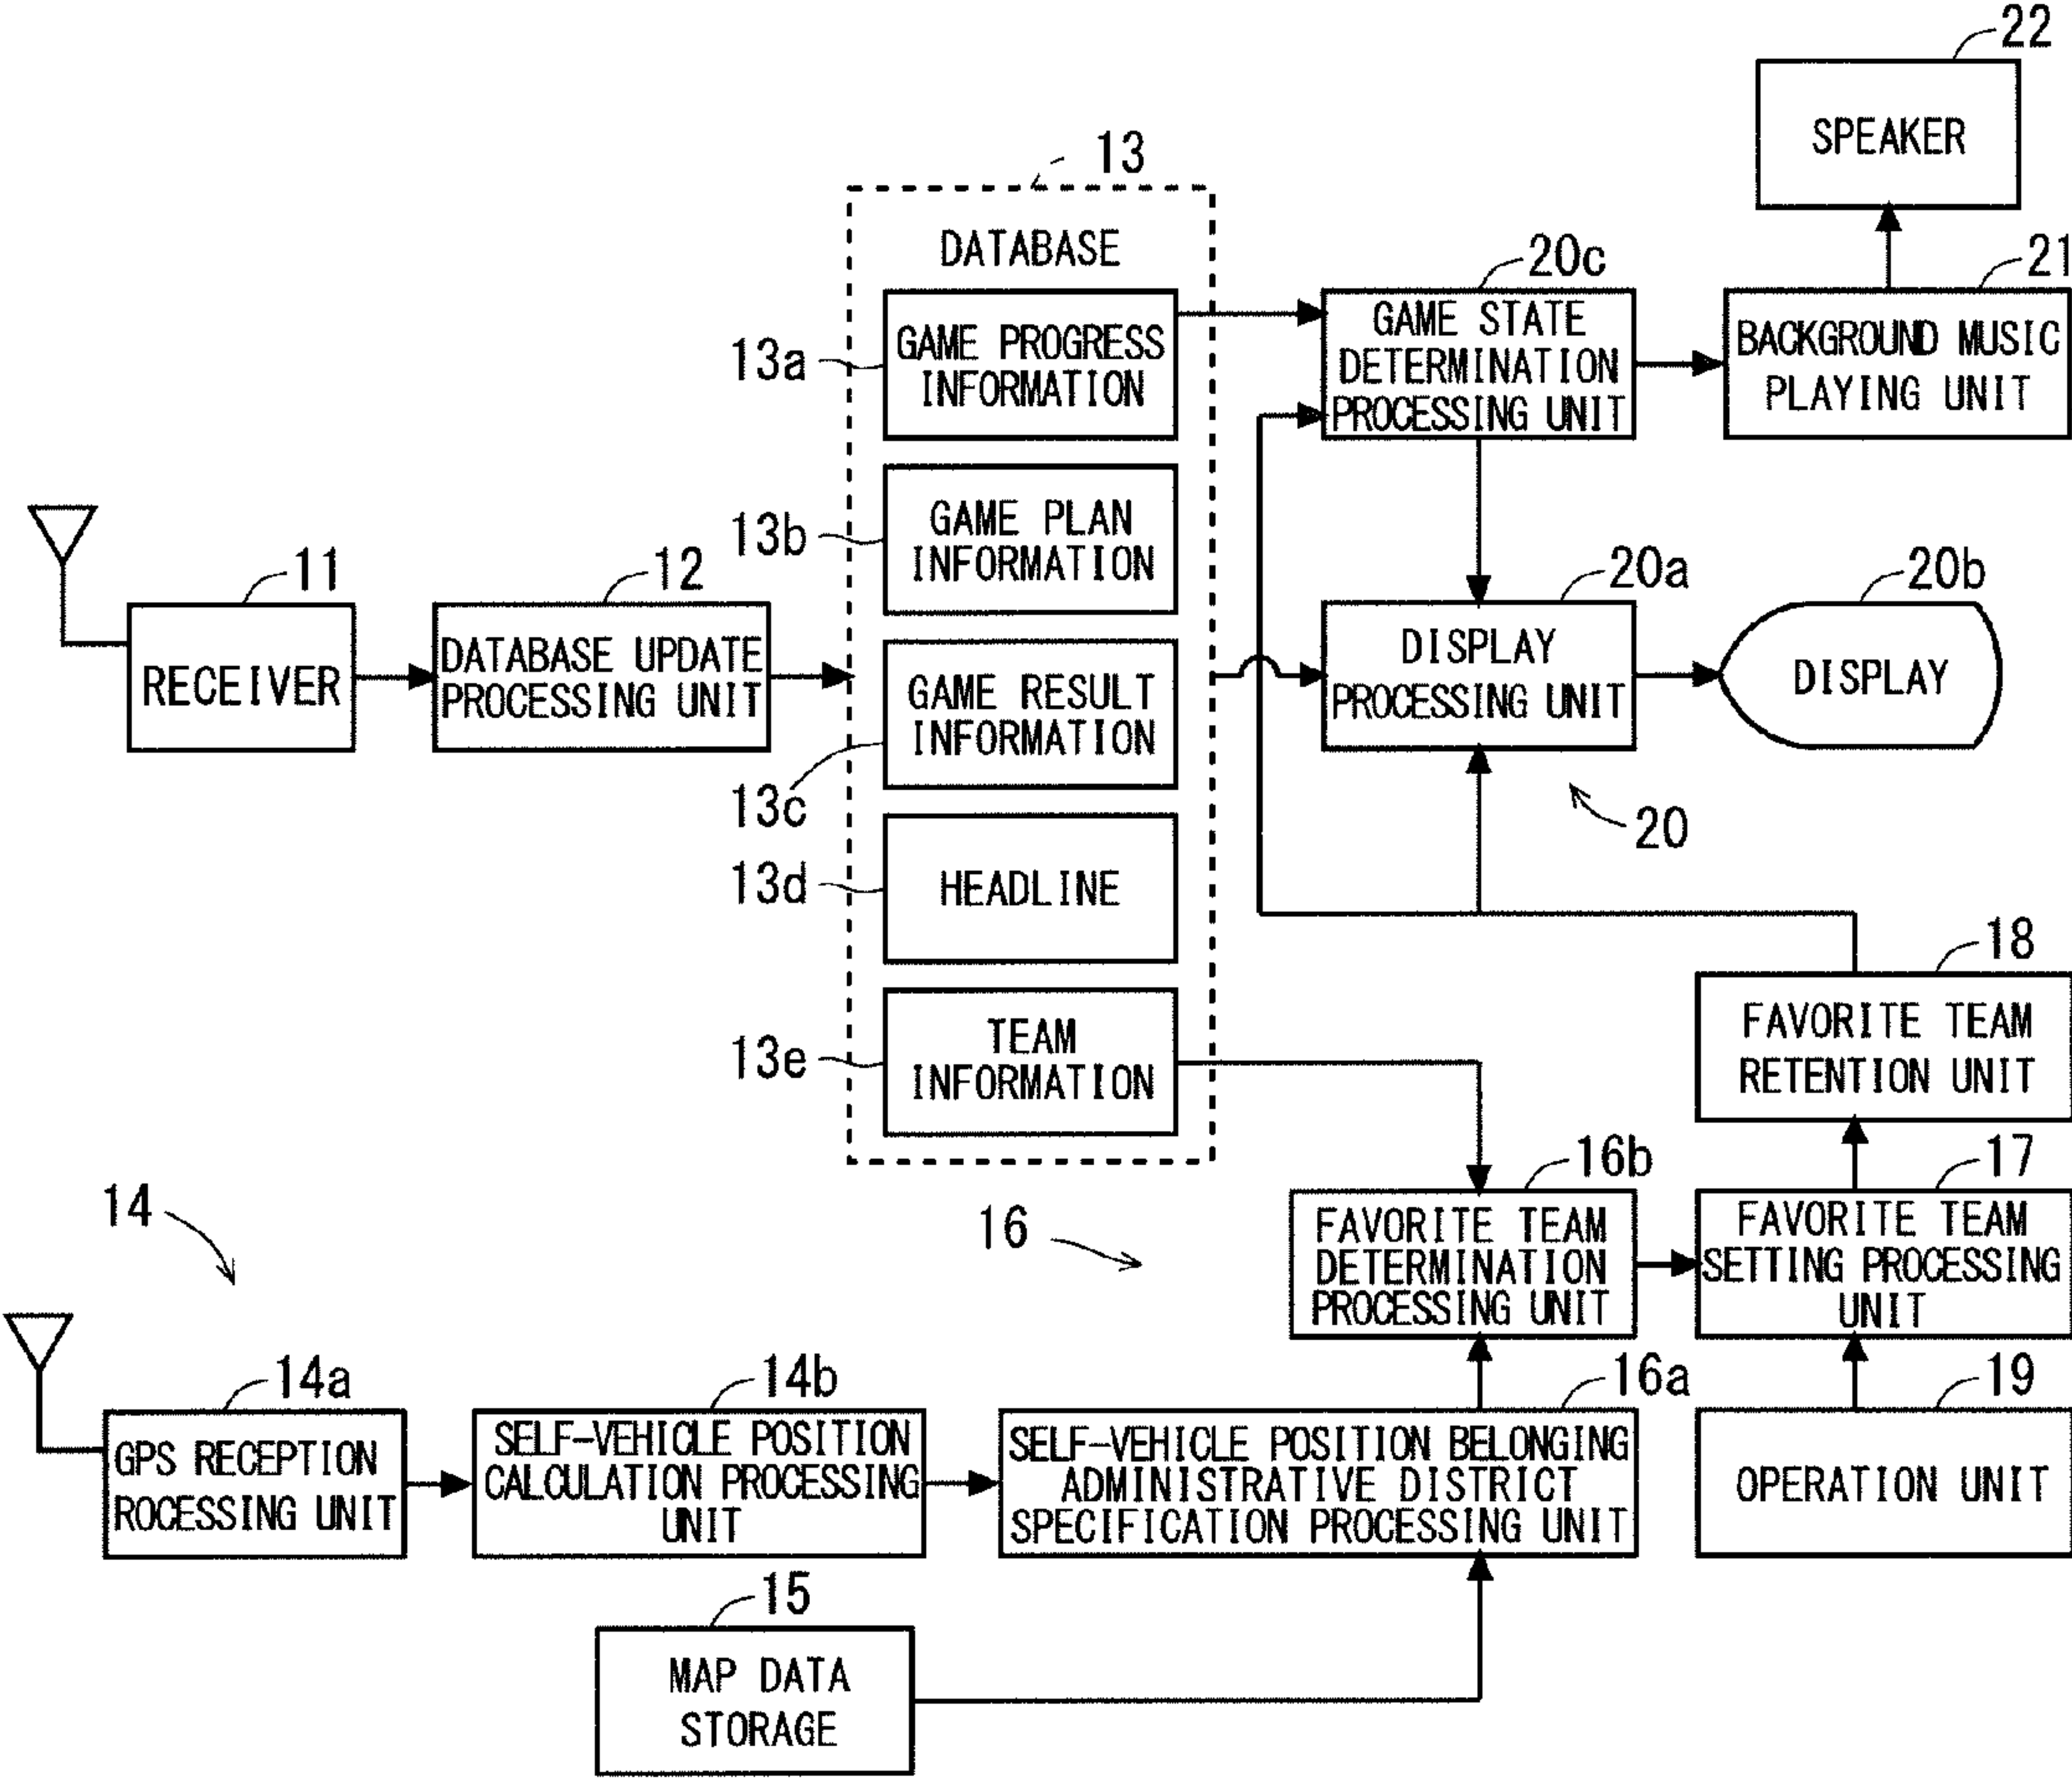 22
SPEAKER
13
DATABASE
20c
21
13a
GAME PROGRESS
INFORMATION
GAME STATE
DETERMINATION
PROCESSING UNIT
BACKGROUND MUSIC
PLAYING UNIT
13b
GAME PLAN
INFORMATION
11
12
20a
20b
RECEIVER
DATABASE UPDATE
PROCESSING UNIT
GAME RESULT
INFORMATION
13c
DISPLAY
PROCESSING UNIT
DISPLAY
20
13d
HEADLINE
18
13e
TEAM
INFORMATION
FAVORITE TEAM
RETENTION UNIT
14
16
16b
17
FAVORITE TEAM
DETERMINATION
PROCESSING UNIT
FAVORITE TEAM
SETTING PROCESSING
UNIT
14a
14b
16a
19
GPS RECEPTION
ROCESSING UNIT
SELF-VEHICLE POSITION
CALCULATION PROCESSING
UNIT
SELF-VEHICLE POSITION BELONGING
ADMINISTRATIVE DISTRICT
SPECIFICATION PROCESSING UNIT
OPERATION UNIT
15
MAP DATA
STORAGE